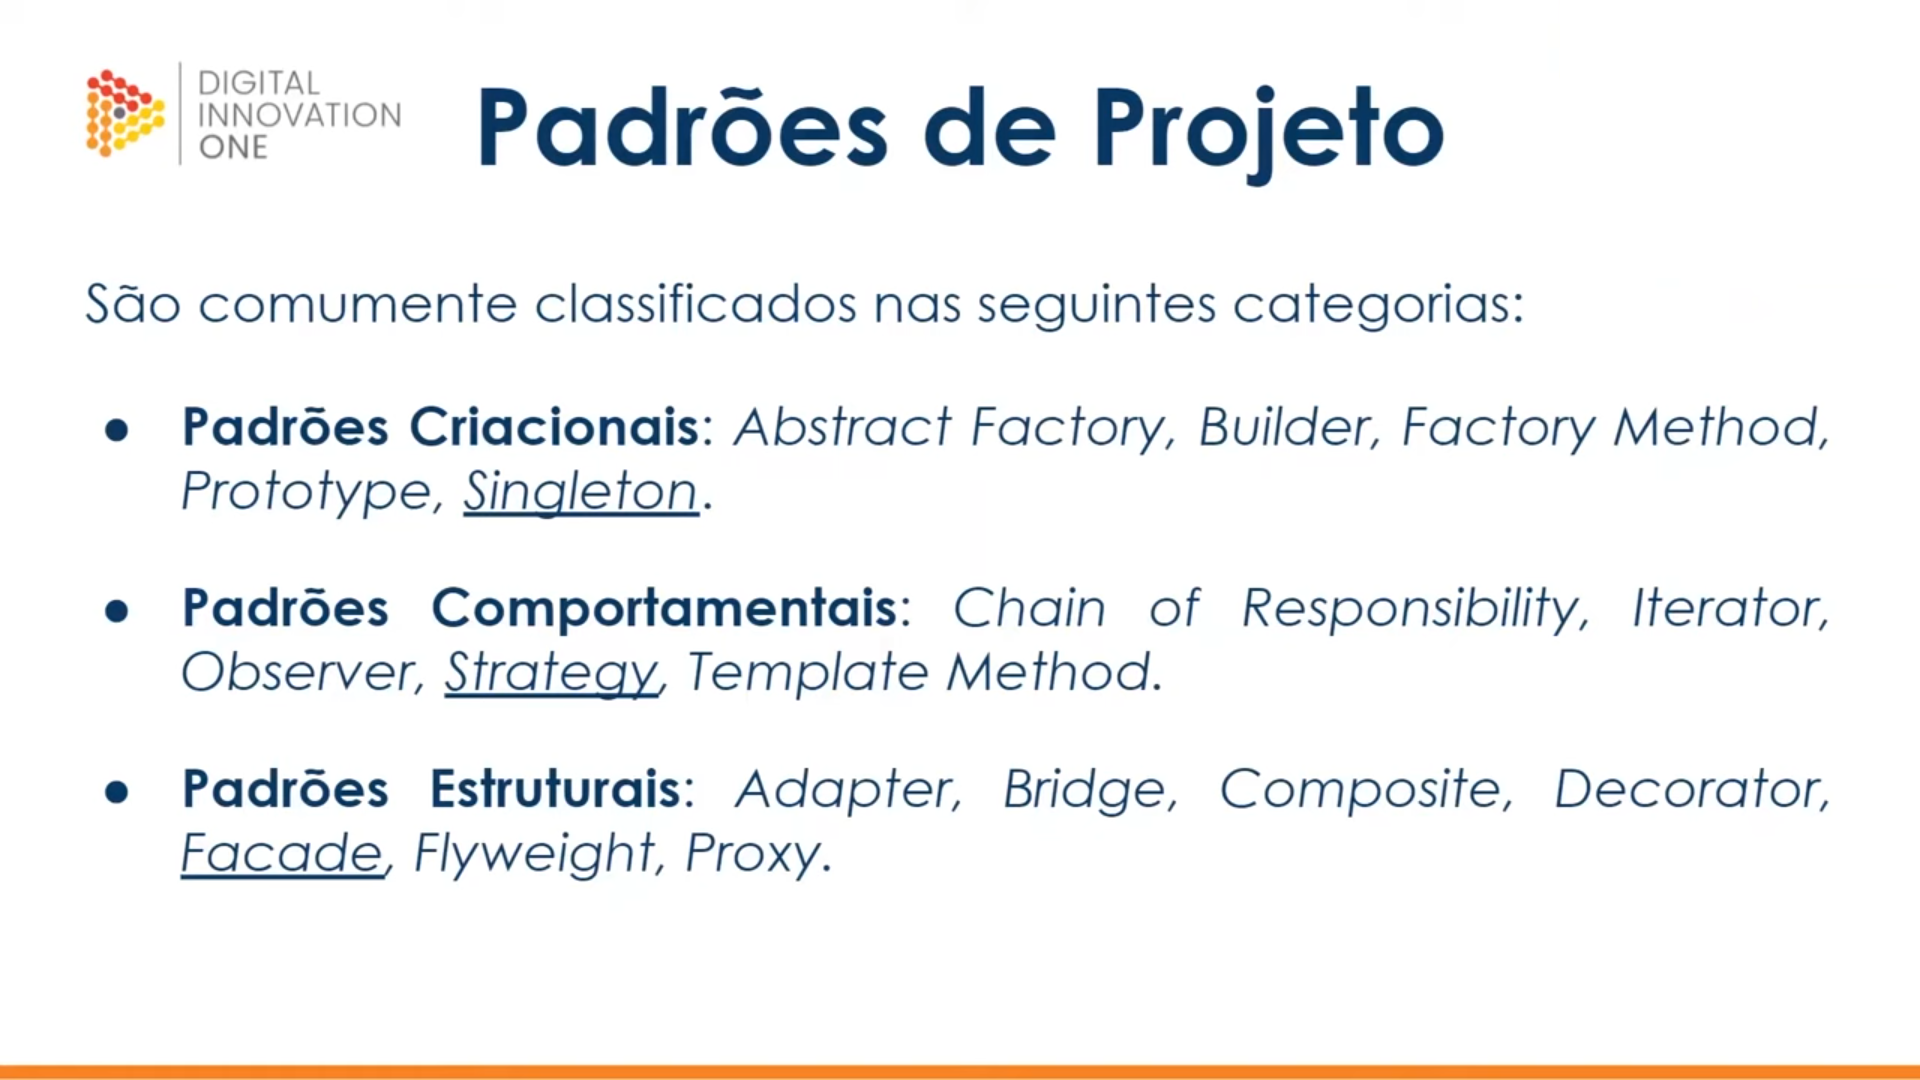 DIGITAL
INNOVATION
ONE
Padrões de Projeto
São comumente classificados nas seguintes categorias:
● Padrões Criacionais: Abstract Factory, Builder, Factory Method,
Prototype, Singleton.
● Padrões Comportamentais: Chain of Responsibility, Iterator,
Observer, Strategy, Template Method.
● Padrões Estruturais: Adapter, Bridge, Composite, Decorator,
Facade, Flyweight, Proxy.